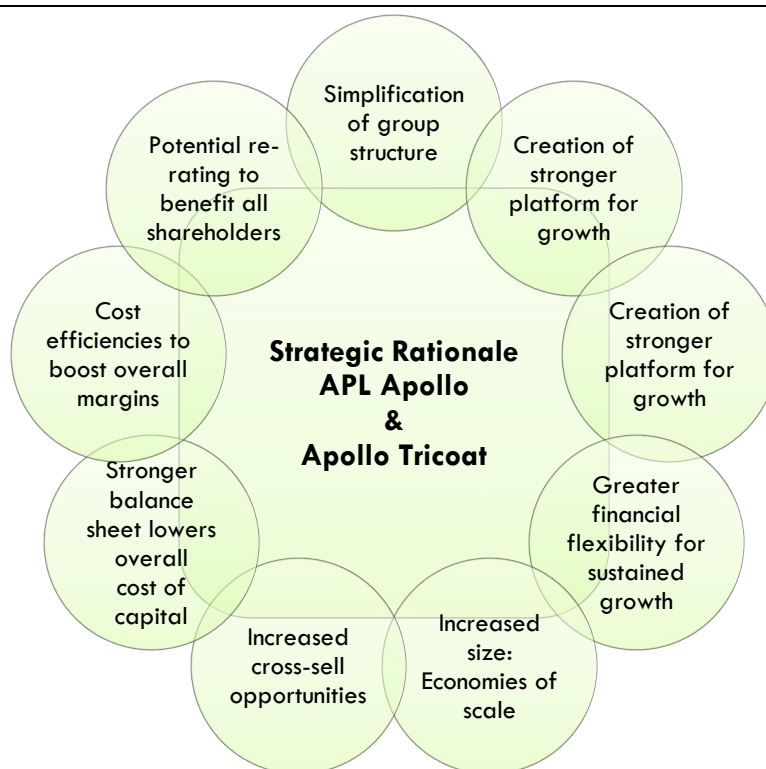 Simplification
of group
structure
Creation of
stronger
platform for
growth
Creation of
stronger
platform for
growth
Greater
financial
flexibility for
sustained
growth
Increased
size:
Economies of
scale
Increased
cross-sell
opportunities
Stronger
balance
sheet lowers
overall
cost of
capital
Cost
efficiencies to
boost overall
margins
Potential re-
rating to
benefit all
shareholders
Strategic Rationale
APL Apollo
&
Apollo Tricoat